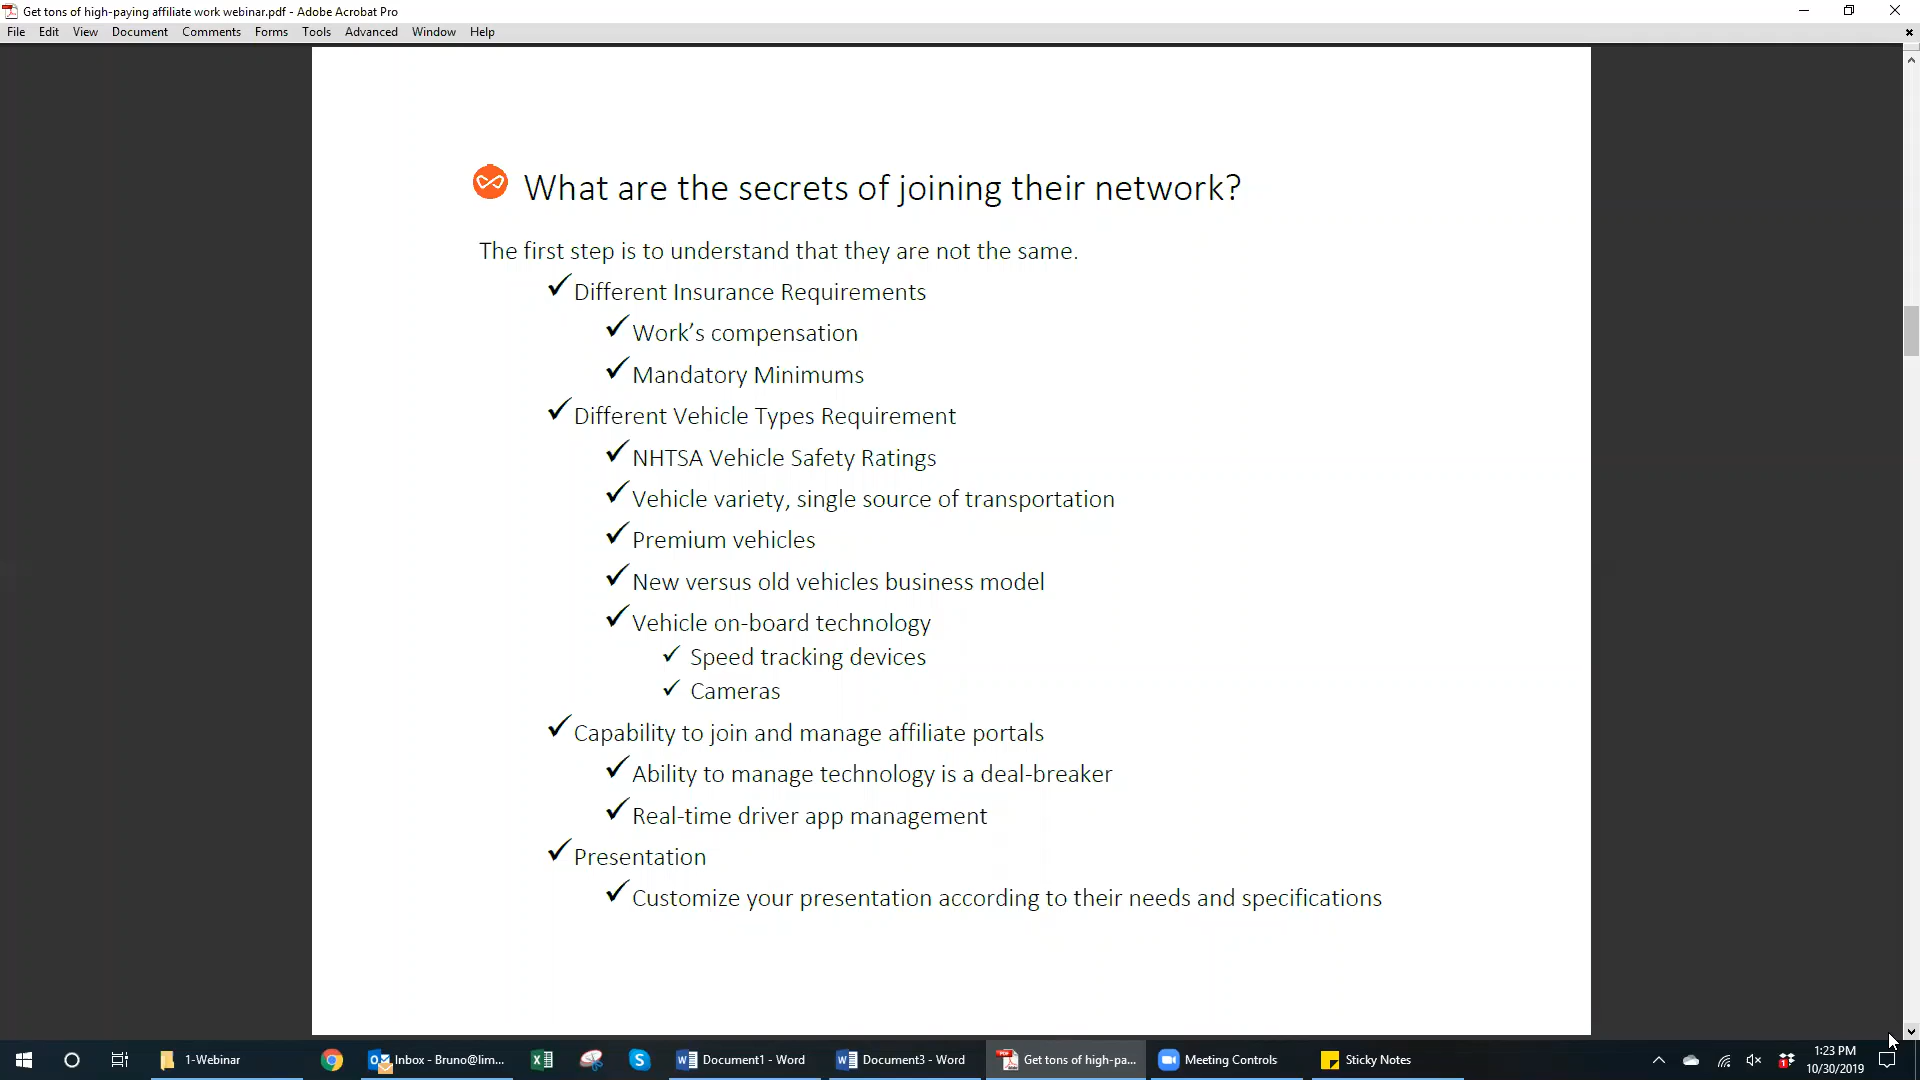 Get tons of high-paying affiliate work webinar.pdf - Adobe Acrobat Pro
File Edit View Document Comments Forms Tools Advanced Window Help
What are the secrets of joining their network?
The first step is to understand that they are not the same.
Different Insurance Requirements
Work's compensation
Mandatory Minimums
Different Vehicle Types Requirement
NHTSA Vehicle Safety Ratings
Vehicle variety, single source of transportation
Premium vehicles
New versus old vehicles business model
Vehicle on-board technology
Speed tracking devices
Cameras
Capability to join and manage affiliate portals
Ability to manage technology is a deal-breaker
Real-time driver app management
Presentation
Customize your presentation according to their needs and specifications
1-Webinar
Inbox - Bruno@lim...
Document1 - Word
Document3 - Word
Get tons of high-pa...
Meeting Controls
Sticky Notes
1:23 PM
10/30/2019